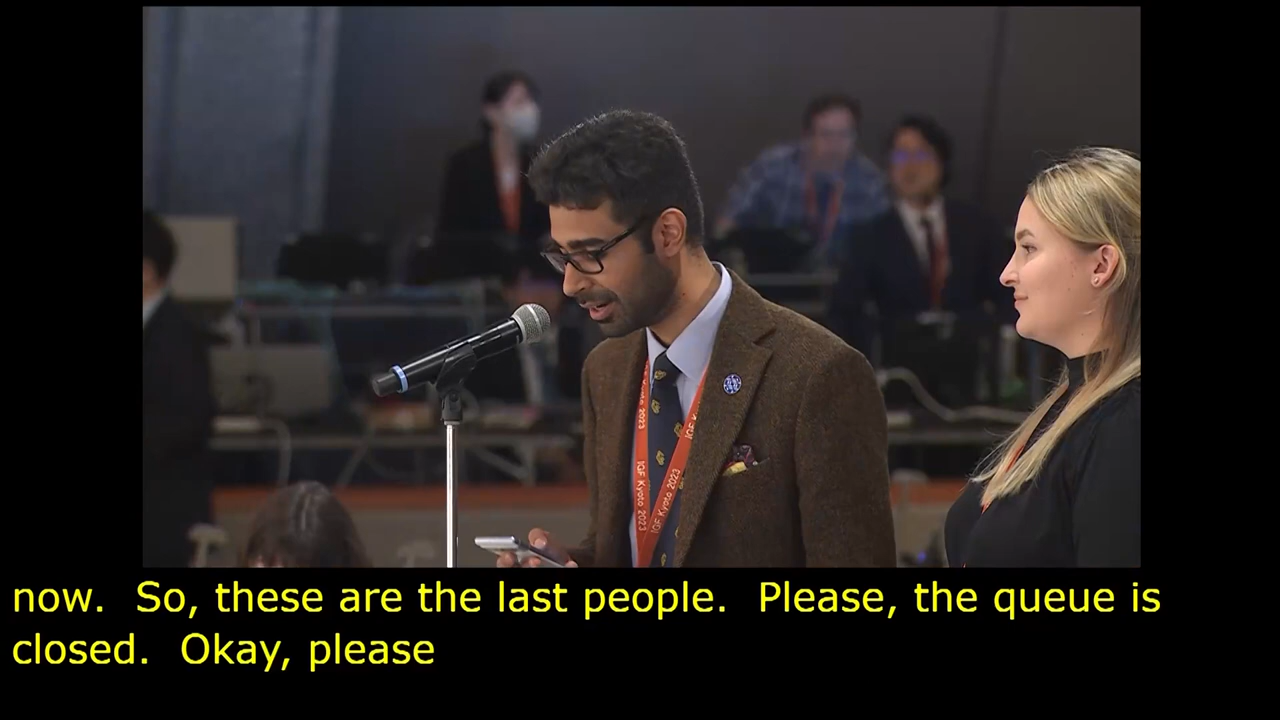 IGF Kyoto 2023
IGF Kyoto 2023
now.  So, these are the last people.  Please, the queue is
closed.  Okay, please